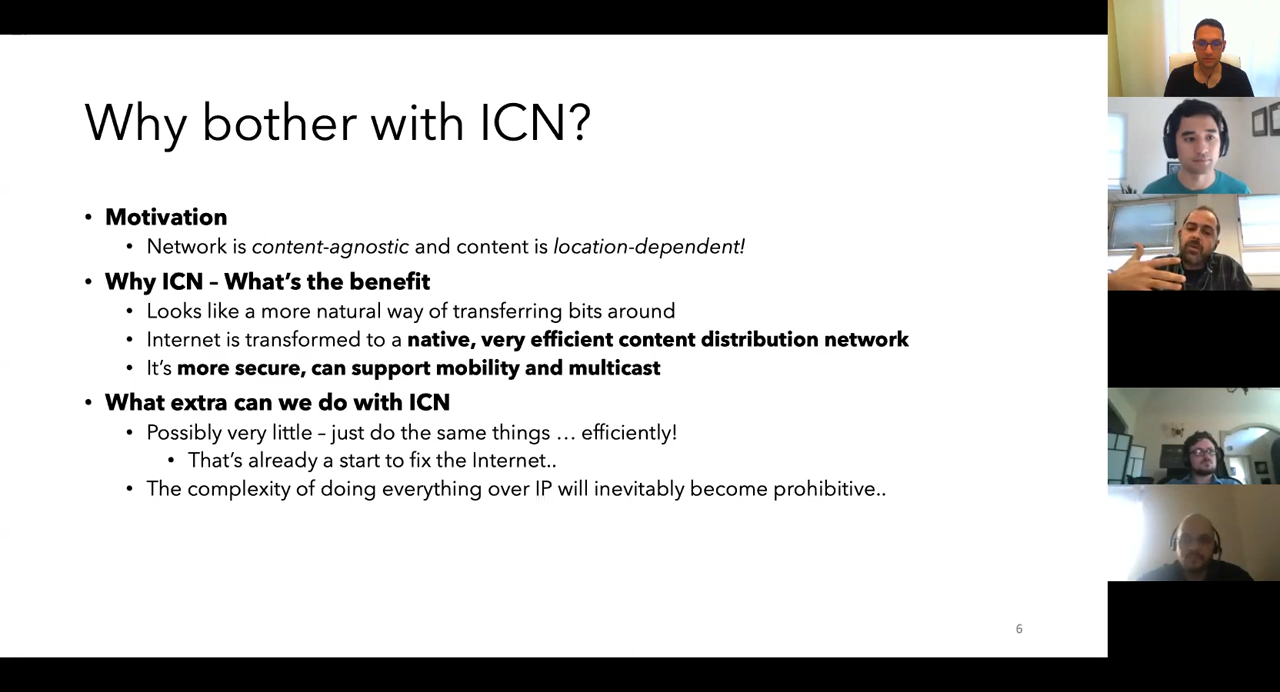 Why bother with ICN?
• Motivation
• Network is content-agnostic and content is location-dependent!
• Why ICN – What’s the benefit
• Looks like a more natural way of transferring bits around
• Internet is transformed to a native, very efficient content distribution network
• It’s more secure, can support mobility and multicast
• What extra can we do with ICN
• Possibly very little – just do the same things … efficiently!
• That’s already a start to fix the Internet..
• The complexity of doing everything over IP will inevitably become prohibitive..
6